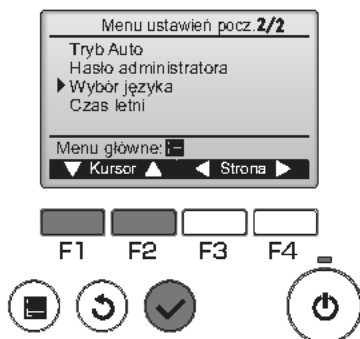 Menu ustawień pocz.2/2
Tryb Auto
Hasło administratora
Wybór języka
Czas letni
Menu główne:
Kursor Strona
F1 F2 F3 F4